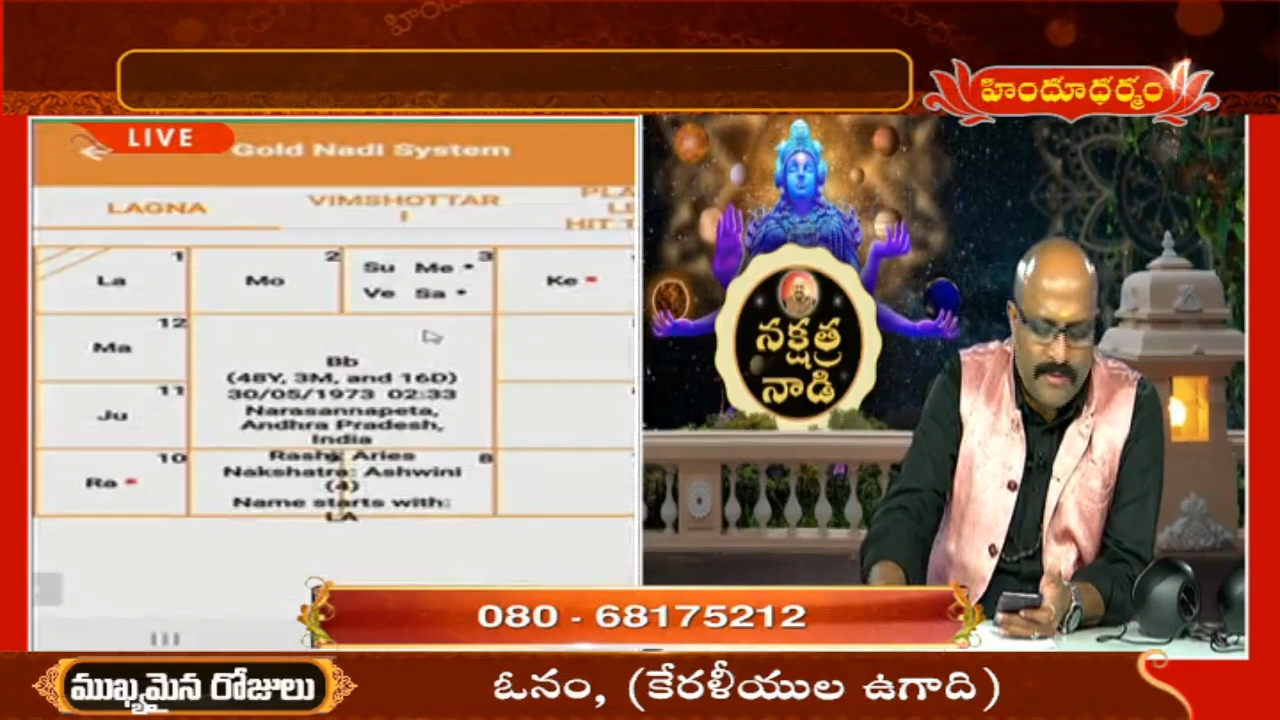 హిందూధర్మం
LIVE
Gold Nadi System
LAGNA
VIMSHOTTARI
PLA
LE
HIT T
1
La
2
Mo
3
Su Me •
Ve Sa •
Ke
12
Ma
11
Ju
10
Ra
8
Bb
(48Y, 3M, and 16D)
30/05/1973 02:33
Narasannapeta,
Andhra Pradesh,
India
Rashi: Aries
Nakshatra: Ashwini
(4)
Name starts with:
LA
నక్షత్ర
నాడి
080 - 68175212
ముఖ్యమైన రోజులు
ఓనం, (కేరళీయుల ఉగాది)